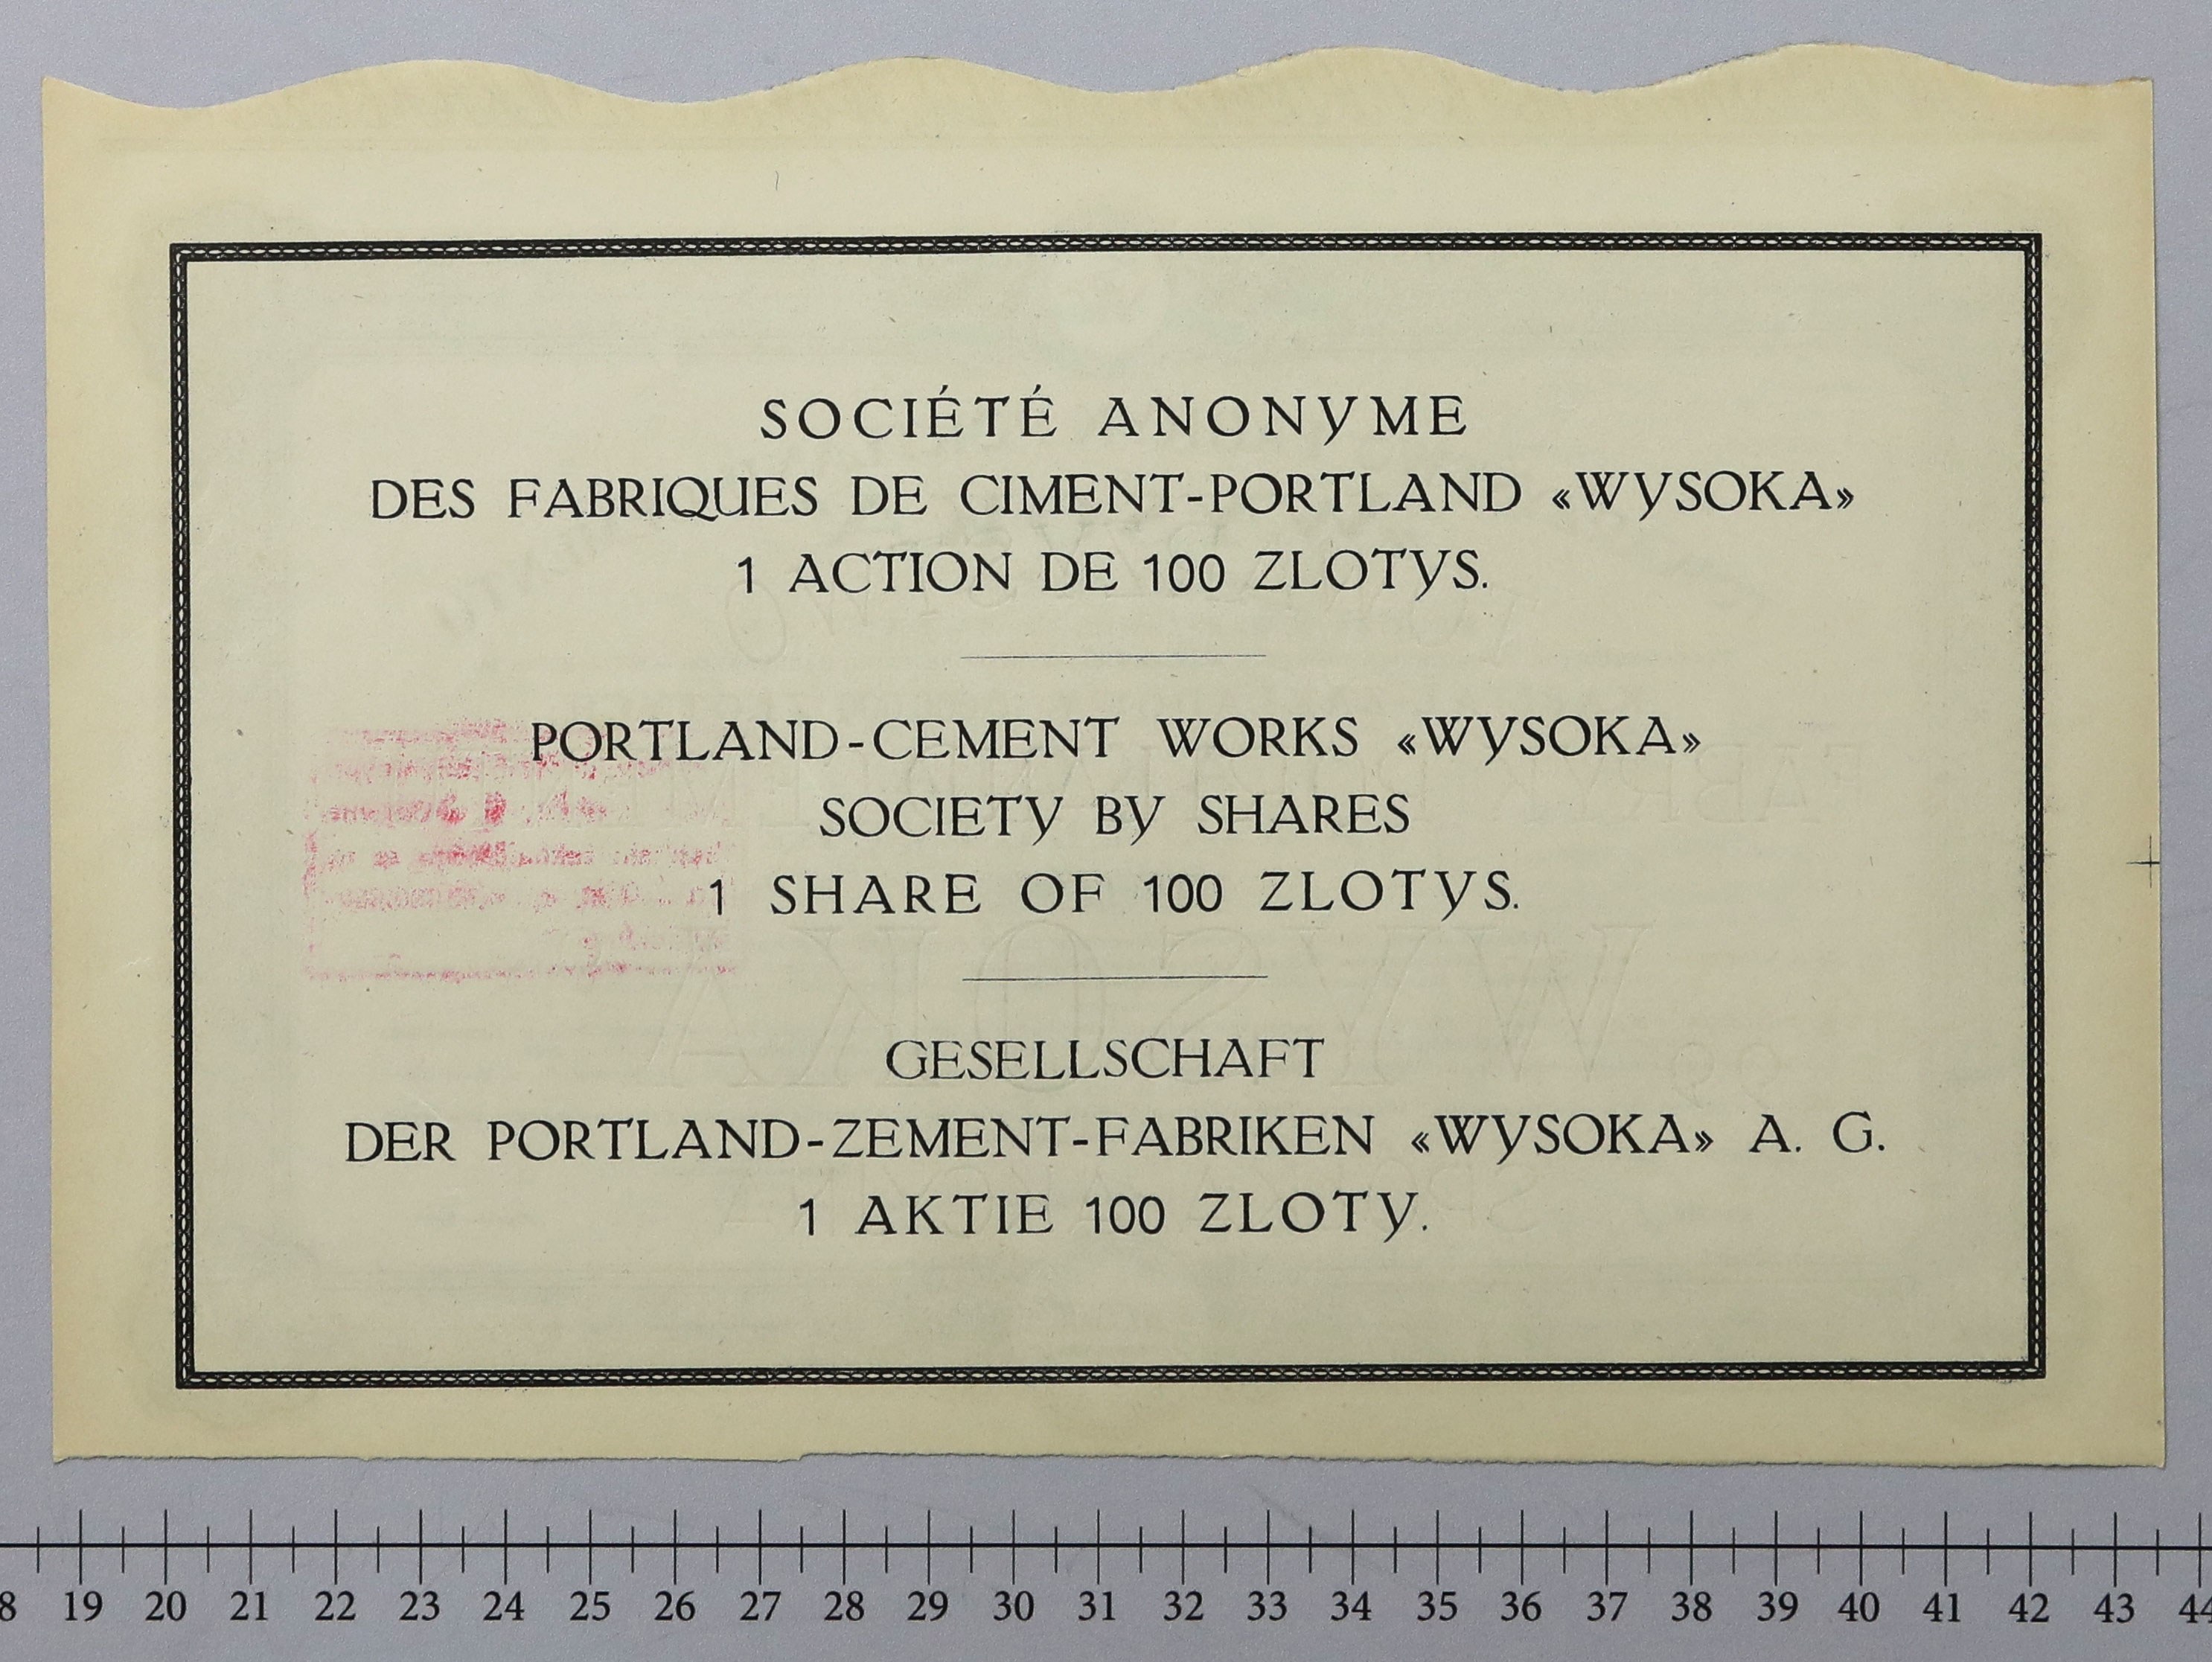 SOCIÉTÉ ANONYME
DES FABRIQUES DE CIMENT-PORTLAND «WYSOKA»
1 ACTION DE 100 ZLOTYS.
PORTLAND-CEMENT WORKS «WYSOKA»
SOCIETY BY SHARES
1 SHARE OF 100 ZLOTYS.
GESELLSCHAFT
DER PORTLAND-ZEMENT-FABRIKEN «WYSOKA» A. G.
1 AKTIE 100 ZLOTY.
19 20 21 22 23 24 25 26 27 28 29 30 31 32 33 34 35 36 37 38 39 40 41 42 43 44